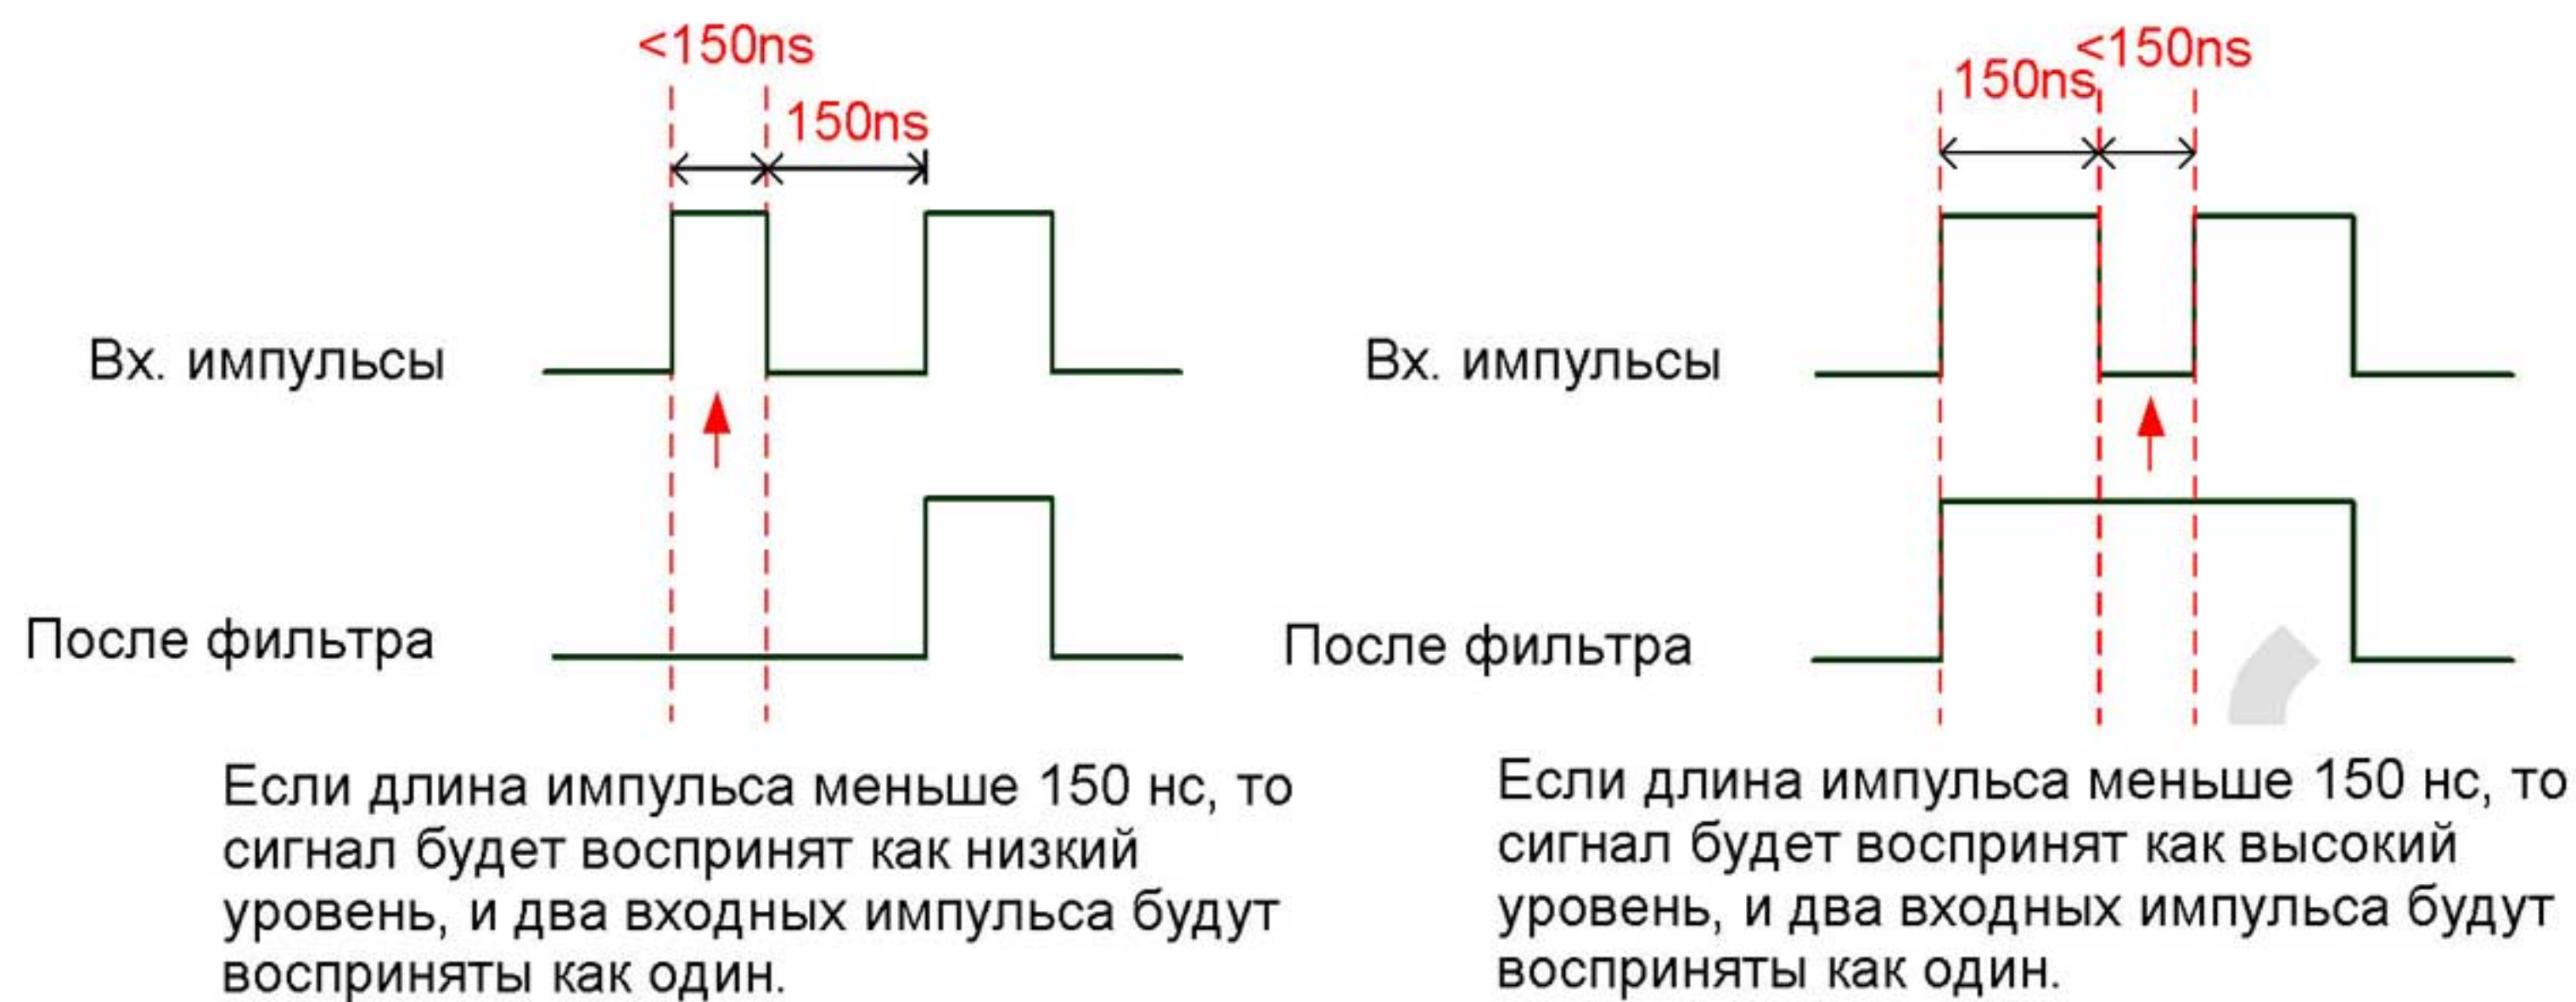 <150ns
150ns
Вх. импульсы
После фильтра
Если длина импульса меньше 150 нс, то
сигнал будет воспринят как низкий
уровень, и два входных импульса будут
восприняты как один.
150ns
<150ns
Вх. импульсы
После фильтра
Если длина импульса меньше 150 нс, то
сигнал будет воспринят как высокий
уровень, и два входных импульса будут
восприняты как один.